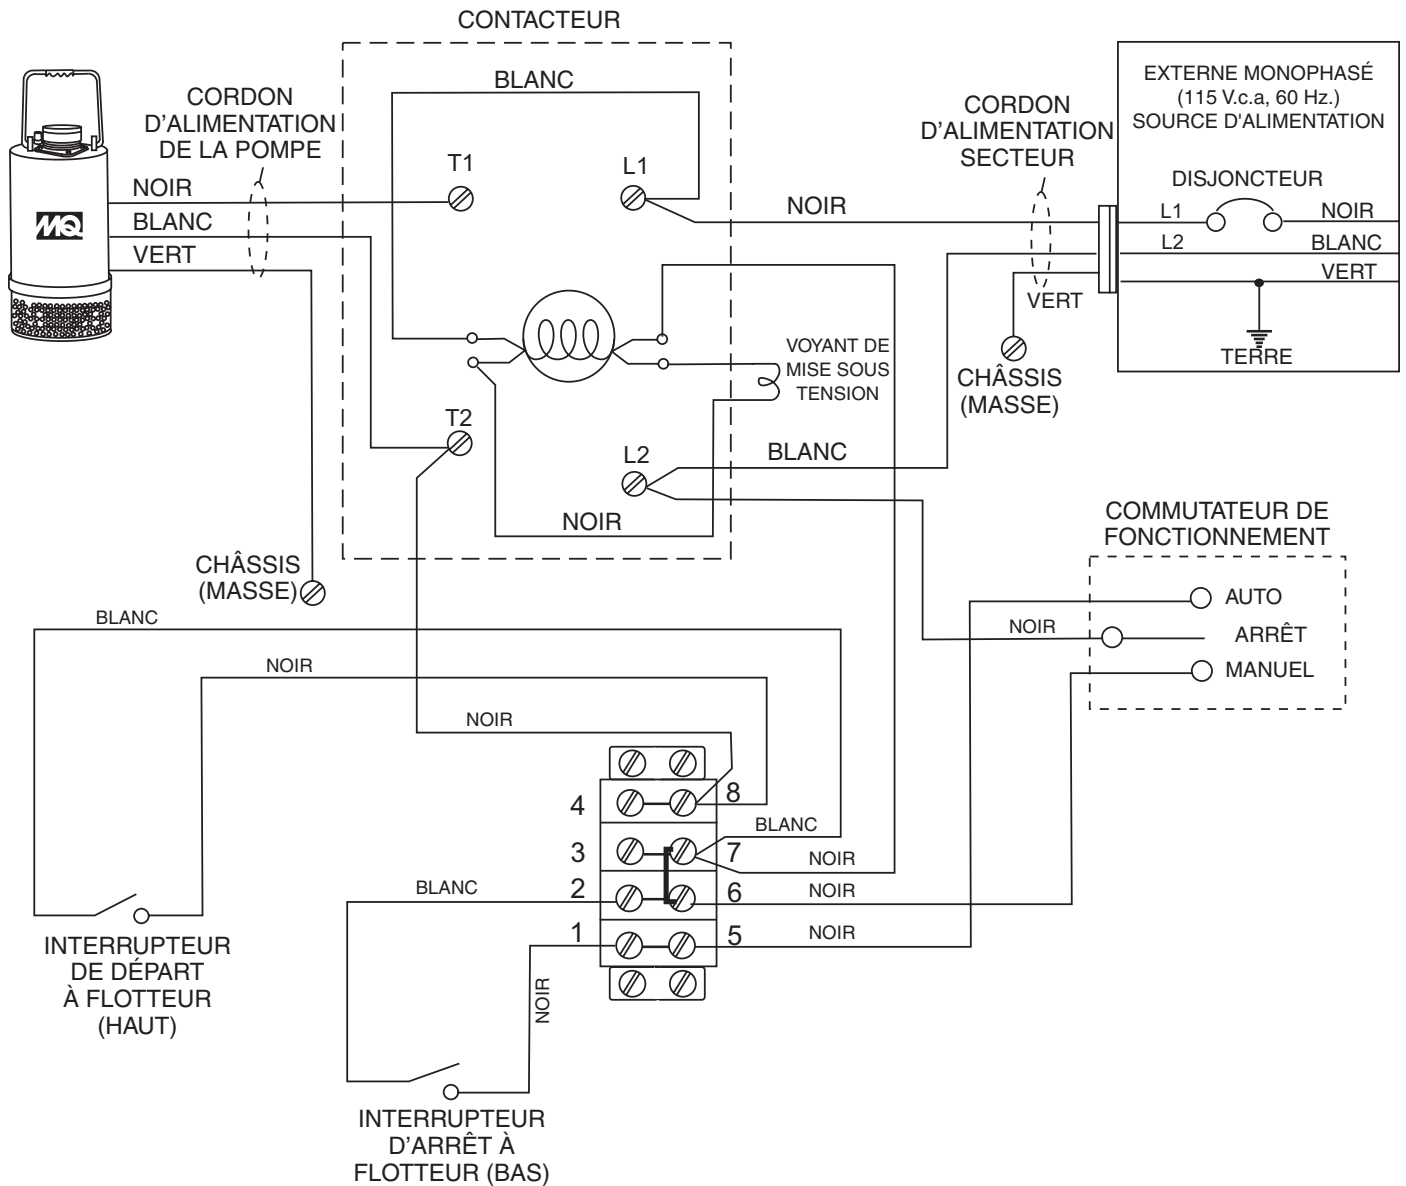 CONTACTEUR
BLANC
CORDON
D'ALIMENTATION
DE LA POMPE
T1
L1
NOIR
BLANC
VERT
MQ
NOIR
CORDON
D'ALIMENTATION
SECTEUR
EXTERNE MONOPHASÉ
(115 V.c.a, 60 Hz.)
SOURCE D'ALIMENTATION
DISJONCTEUR
L1
NOIR
L2
BLANC
VERT
VERT
TERRE
CHÂSSIS
(MASSE)
VOYANT DE
MISE SOUS
TENSION
T2
L2
BLANC
NOIR
CHÂSSIS
(MASSE)
COMMUTATEUR DE
FONCTIONNEMENT
AUTO
NOIR
ARRÊT
MANUEL
BLANC
NOIR
NOIR
4
8
BLANC
3
7
NOIR
BLANC
2
6
NOIR
1
5
NOIR
NOIR
INTERRUPTEUR
DE DÉPART
À FLOTTEUR
(HAUT)
INTERRUPTEUR
D'ARRÊT À
FLOTTEUR (BAS)